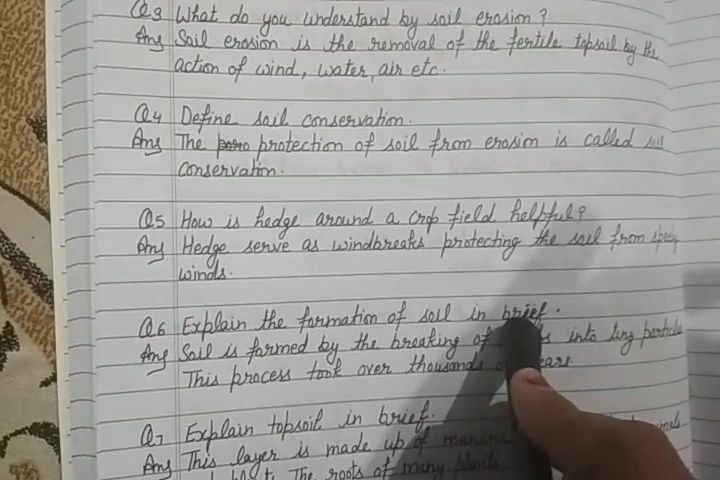 Q3 What do you understand by soil erosion?
Ans Soil erosion is the removal of the fertile topsoil by the
action of wind, water, air etc.
Q4 Define soil conservation.
Ans The protection of soil from erosion is called
conservation.
Q5 How is hedge around a crop field helpful?
Ans Hedge serve as windbreaks protecting the soil from
winds.
Q6 Explain the formation of soil in brief.
Ans Soil is formed by the breaking of into tiny
This process took over thousands
Q7 Explain topsoil in brief.
Ans This layer is made up of
The roots of many